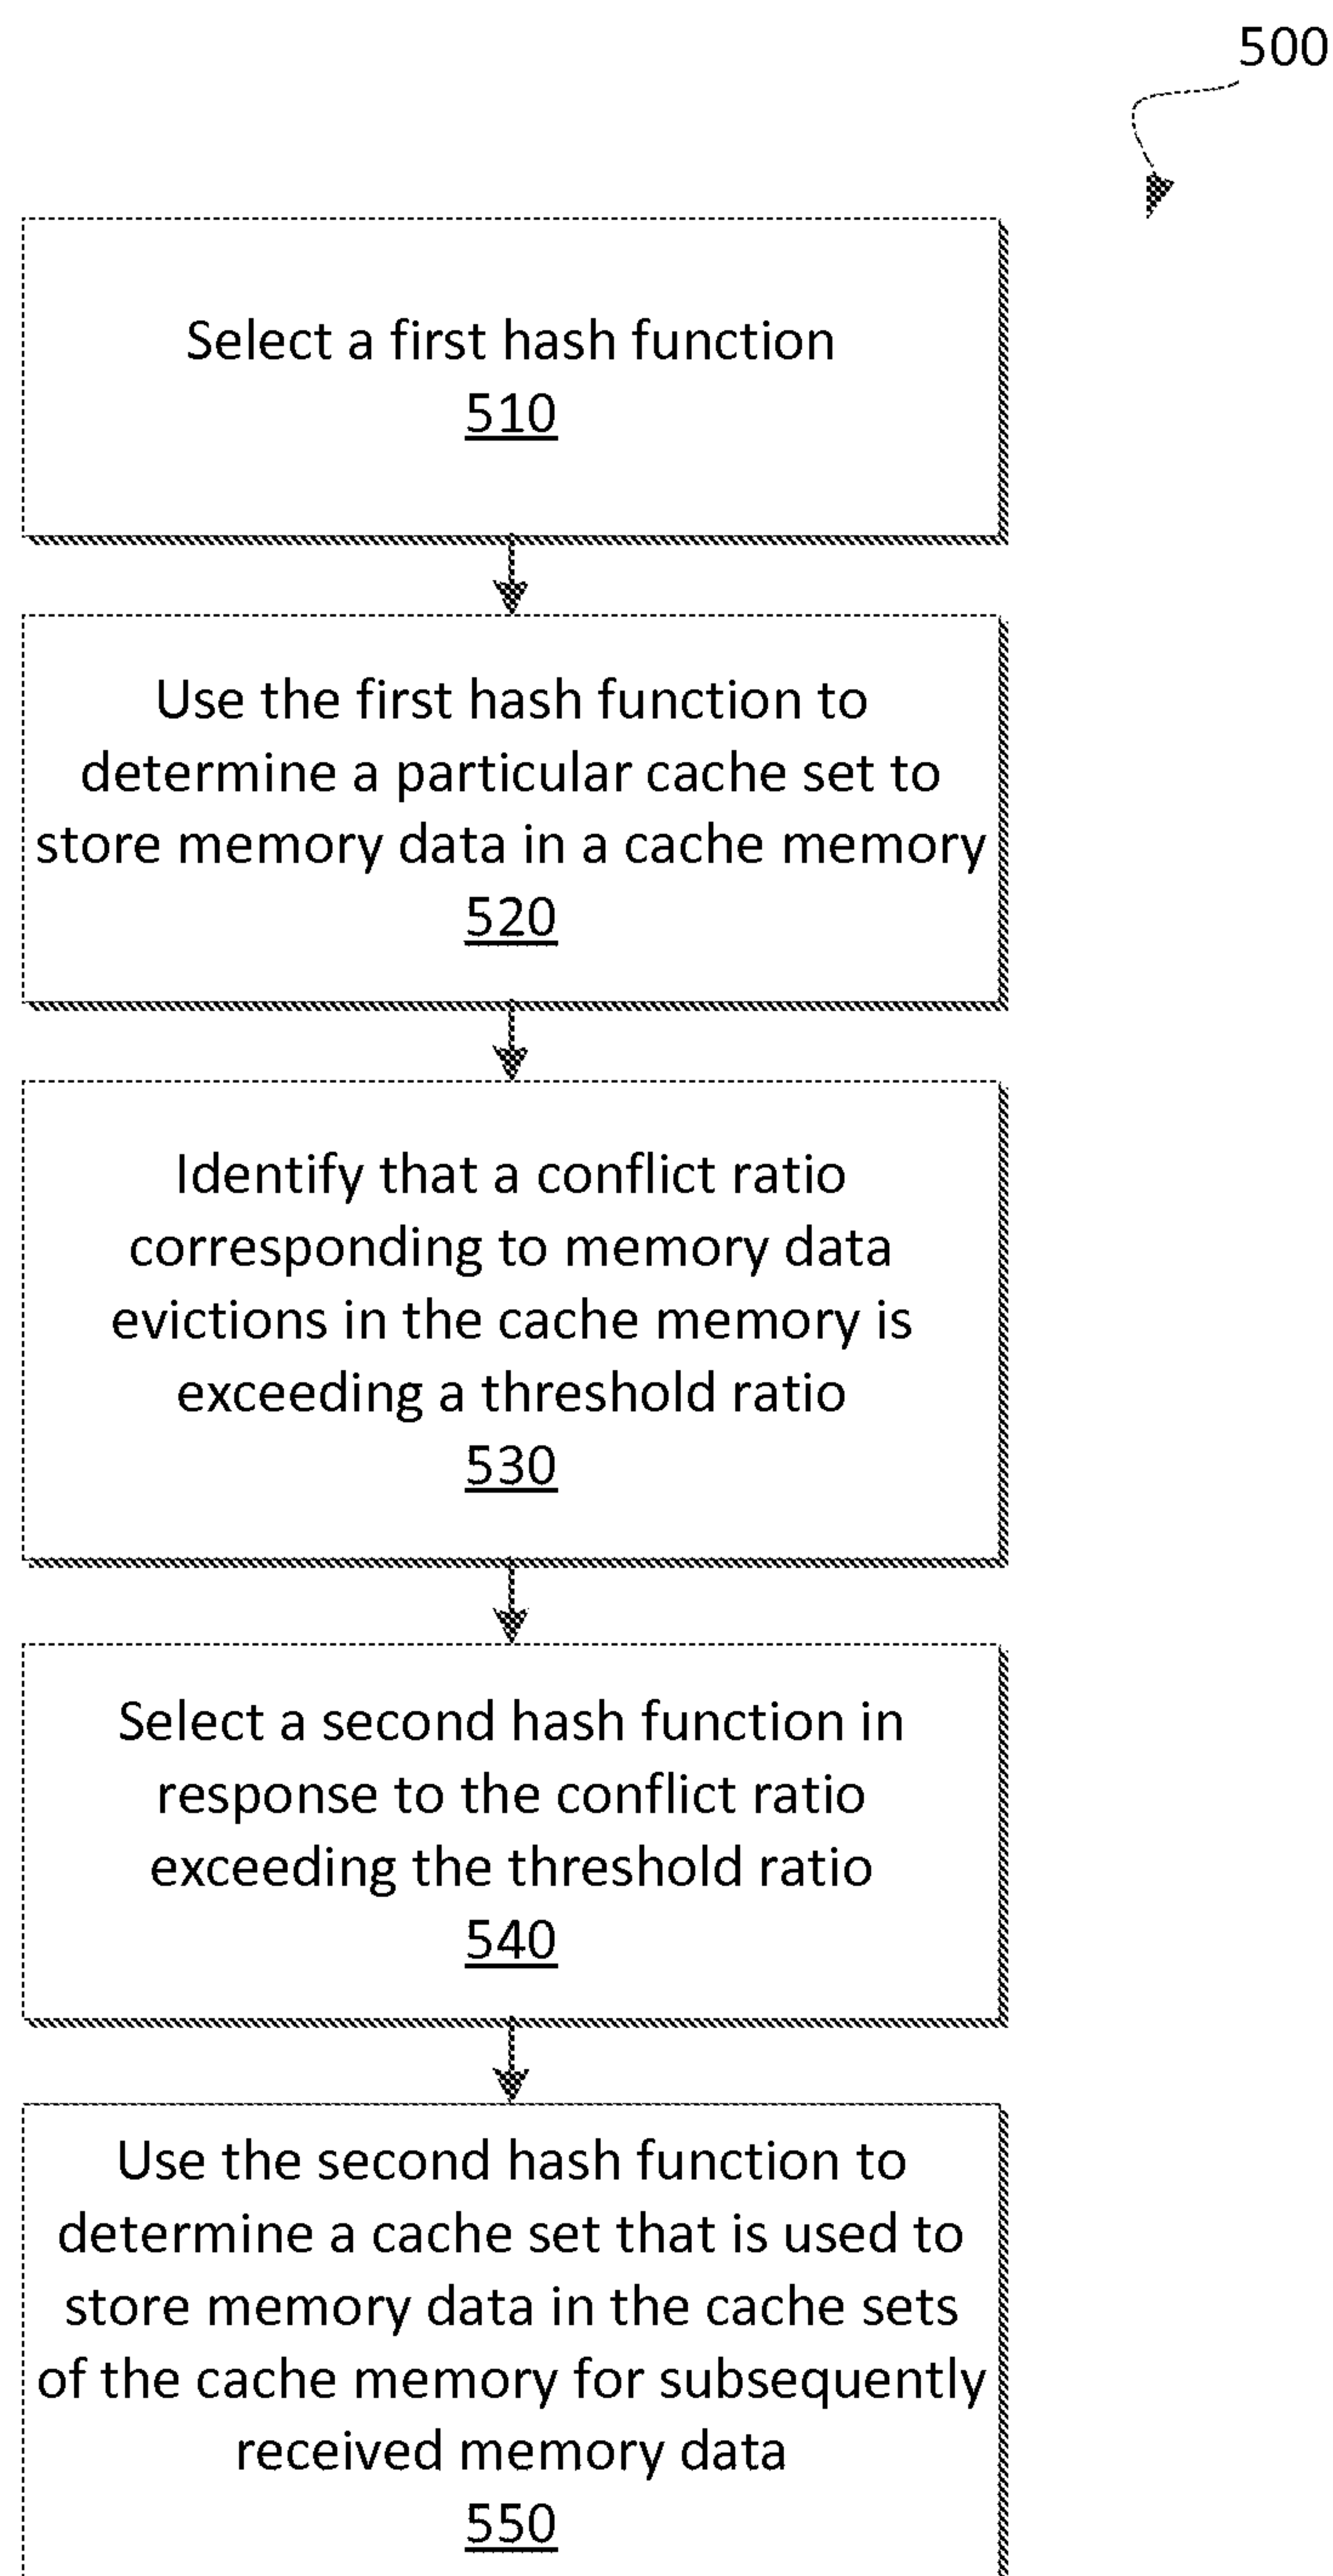 500
Select a first hash function
510
Use the first hash function to
determine a particular cache set to
store memory data in a cache memory
520
Identify that a conflict ratio
corresponding to memory data
evictions in the cache memory is
exceeding a threshold ratio
530
Select a second hash function in
response to the conflict ratio
exceeding the threshold ratio
540
Use the second hash function to
determine a cache set that is used to
store memory data in the cache sets
of the cache memory for subsequently
received memory data
550